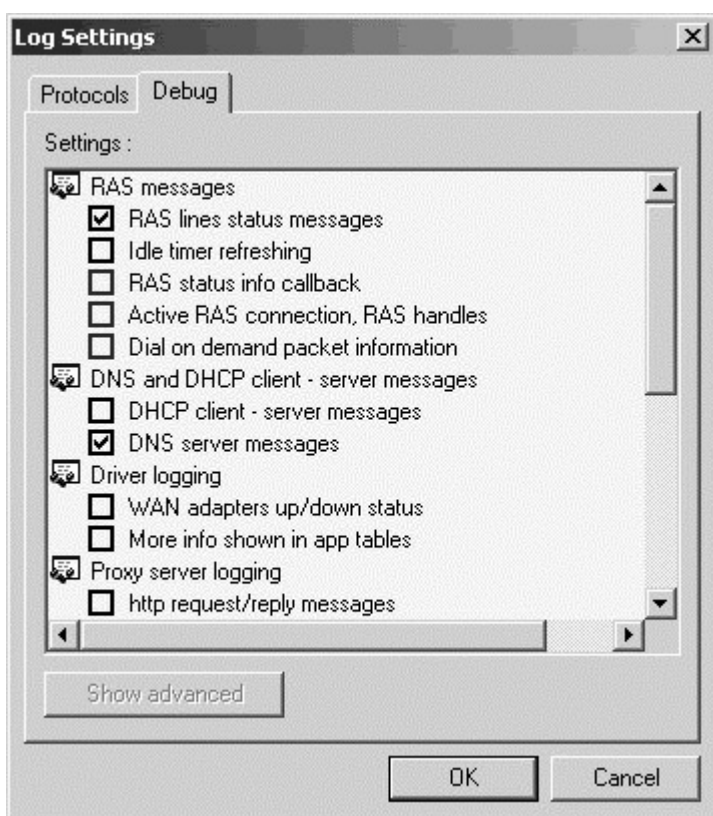 Log Settings
Protocols
Debug
Settings :
RAS messages
RAS lines status messages
Idle timer refreshing
RAS status info callback
Active RAS connection, RAS handles
Dial on demand packet information
DNS and DHCP client - server messages
DHCP client - server messages
DNS server messages
Driver logging
WAN adapters up/down status
More info shown in app tables
Proxy server logging
http request/reply messages
Show advanced
OK
Cancel